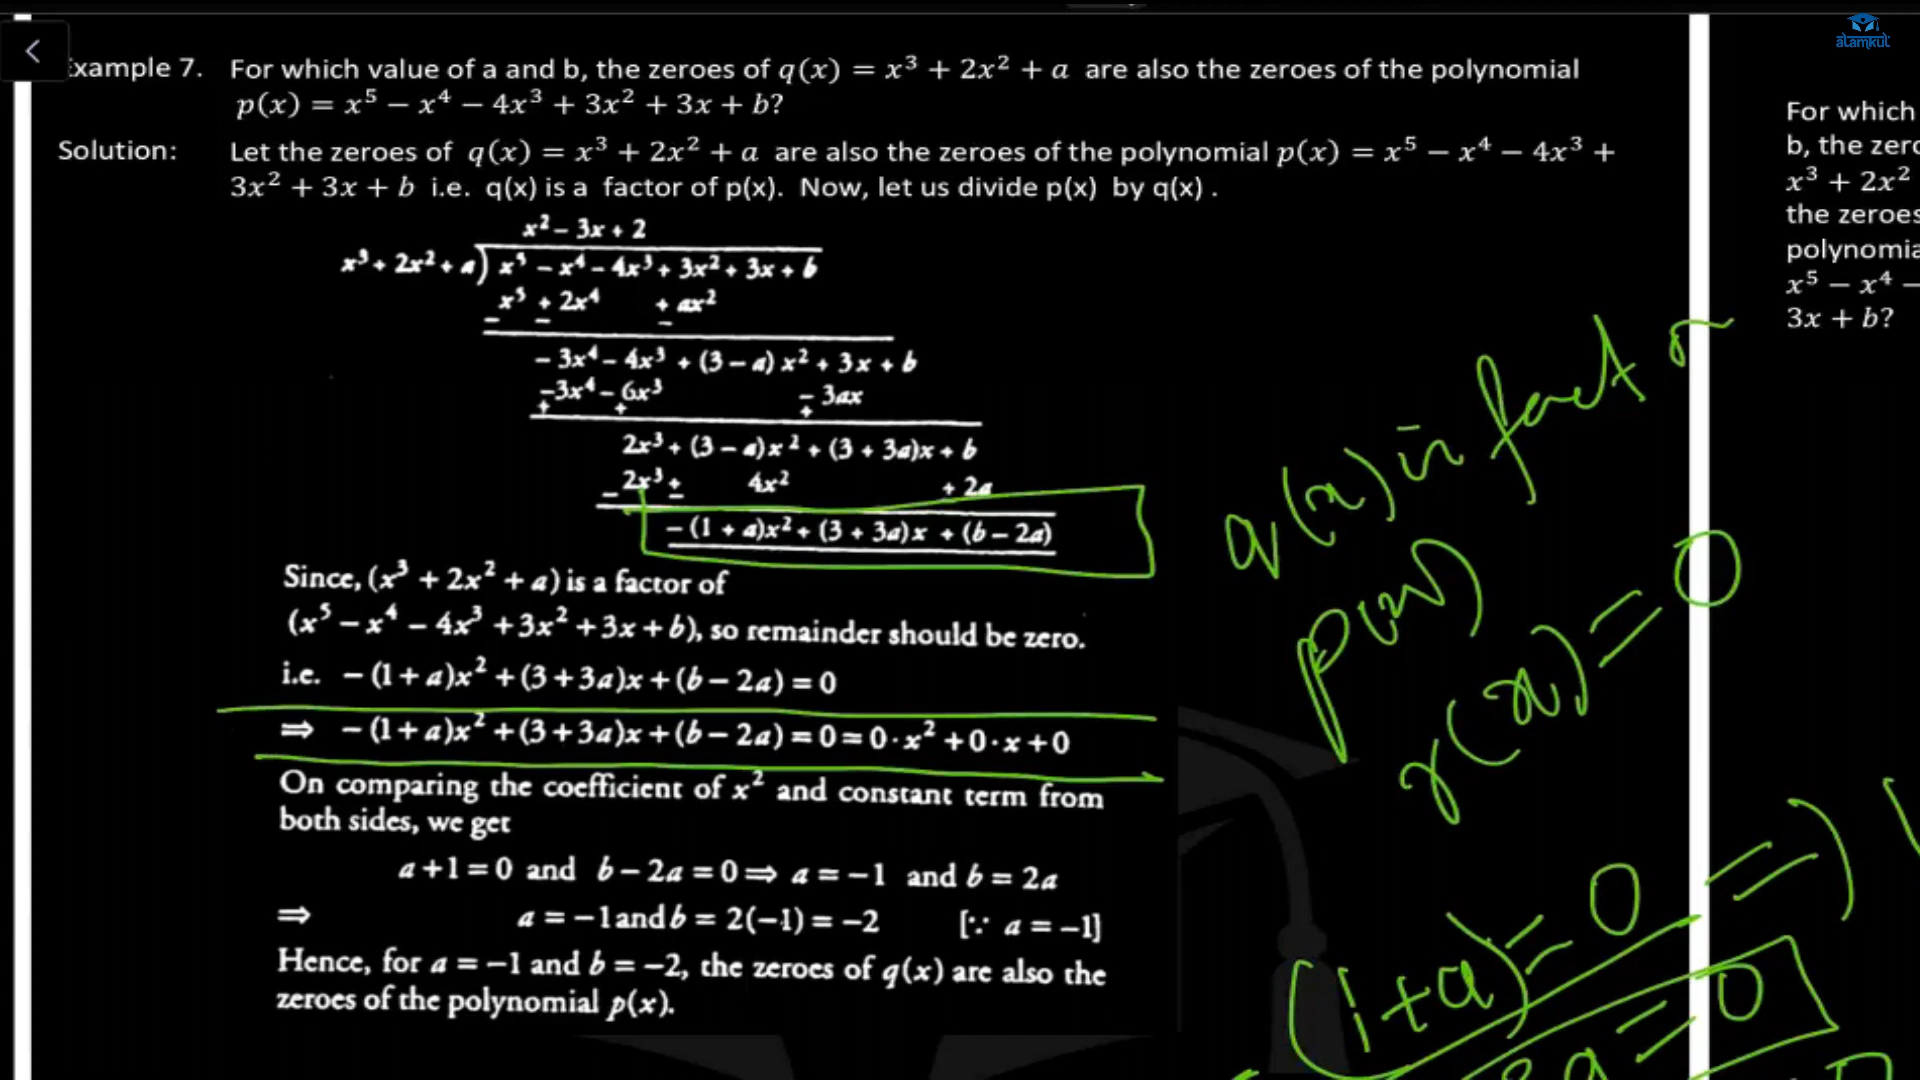 alamkul
Example 7. For which value of a and b, the zeroes of q(x) = x³ + 2x² + a are also the zeroes of the polynomial
p(x) = x⁵ − x⁴ − 4x³ + 3x² + 3x + b?
Solution: Let the zeroes of q(x) = x³ + 2x² + a are also the zeroes of the polynomial p(x) = x⁵ − x⁴ − 4x³ +
3x² + 3x + b i.e. q(x) is a factor of p(x). Now, let us divide p(x) by q(x) .
x² − 3x + 2
x³ + 2x² + a ) x⁵ − x⁴ − 4x³ + 3x² + 3x + b
x⁵ + 2x⁴ + ax²
− − −
− 3x⁴ − 4x³ + (3 − a) x² + 3x + b
−3x⁴ − 6x³ − 3ax
+ + +
2x³ + (3 − a)x² + (3 + 3a)x + b
2x³ + 4x² + 2a
− − −
− (1 + a)x² + (3 + 3a)x + (b − 2a)
Since, (x³ + 2x² + a) is a factor of
(x⁵ − x⁴ − 4x³ + 3x² + 3x + b), so remainder should be zero.
i.e. − (1 + a)x² + (3 + 3a)x + (b − 2a) = 0
⇒ − (1 + a)x² + (3 + 3a)x + (b − 2a) = 0 = 0 · x² + 0 · x + 0
On comparing the coefficient of x² and constant term from
both sides, we get
a + 1 = 0 and b − 2a = 0 ⇒ a = −1 and b = 2a
⇒ a = −1 and b = 2(−1) = −2 [∵ a = −1]
Hence, for a = −1 and b = −2, the zeroes of q(x) are also the
zeroes of the polynomial p(x).
q(x) in fact
p(x)
r(x) = 0
(1+a) = 0 ⇒
a = 0
For which
b, the zero
x³ + 2x²
the zeroes
polynomia
x⁵ − x⁴ −
3x + b?